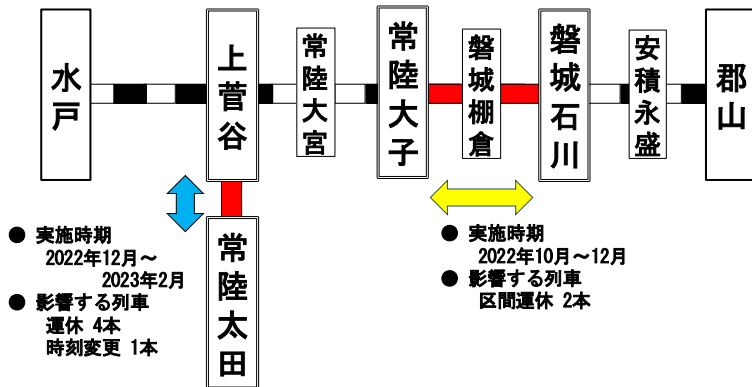 水戸
上菅谷
常陸大宮
常陸大子
磐城棚倉
磐城石川
安積永盛
郡山
常陸太田
● 実施時期
2022年12月～
2023年2月
● 影響する列車
運休 4本
時刻変更 1本
● 実施時期
2022年10月～12月
● 影響する列車
区間運休 2本